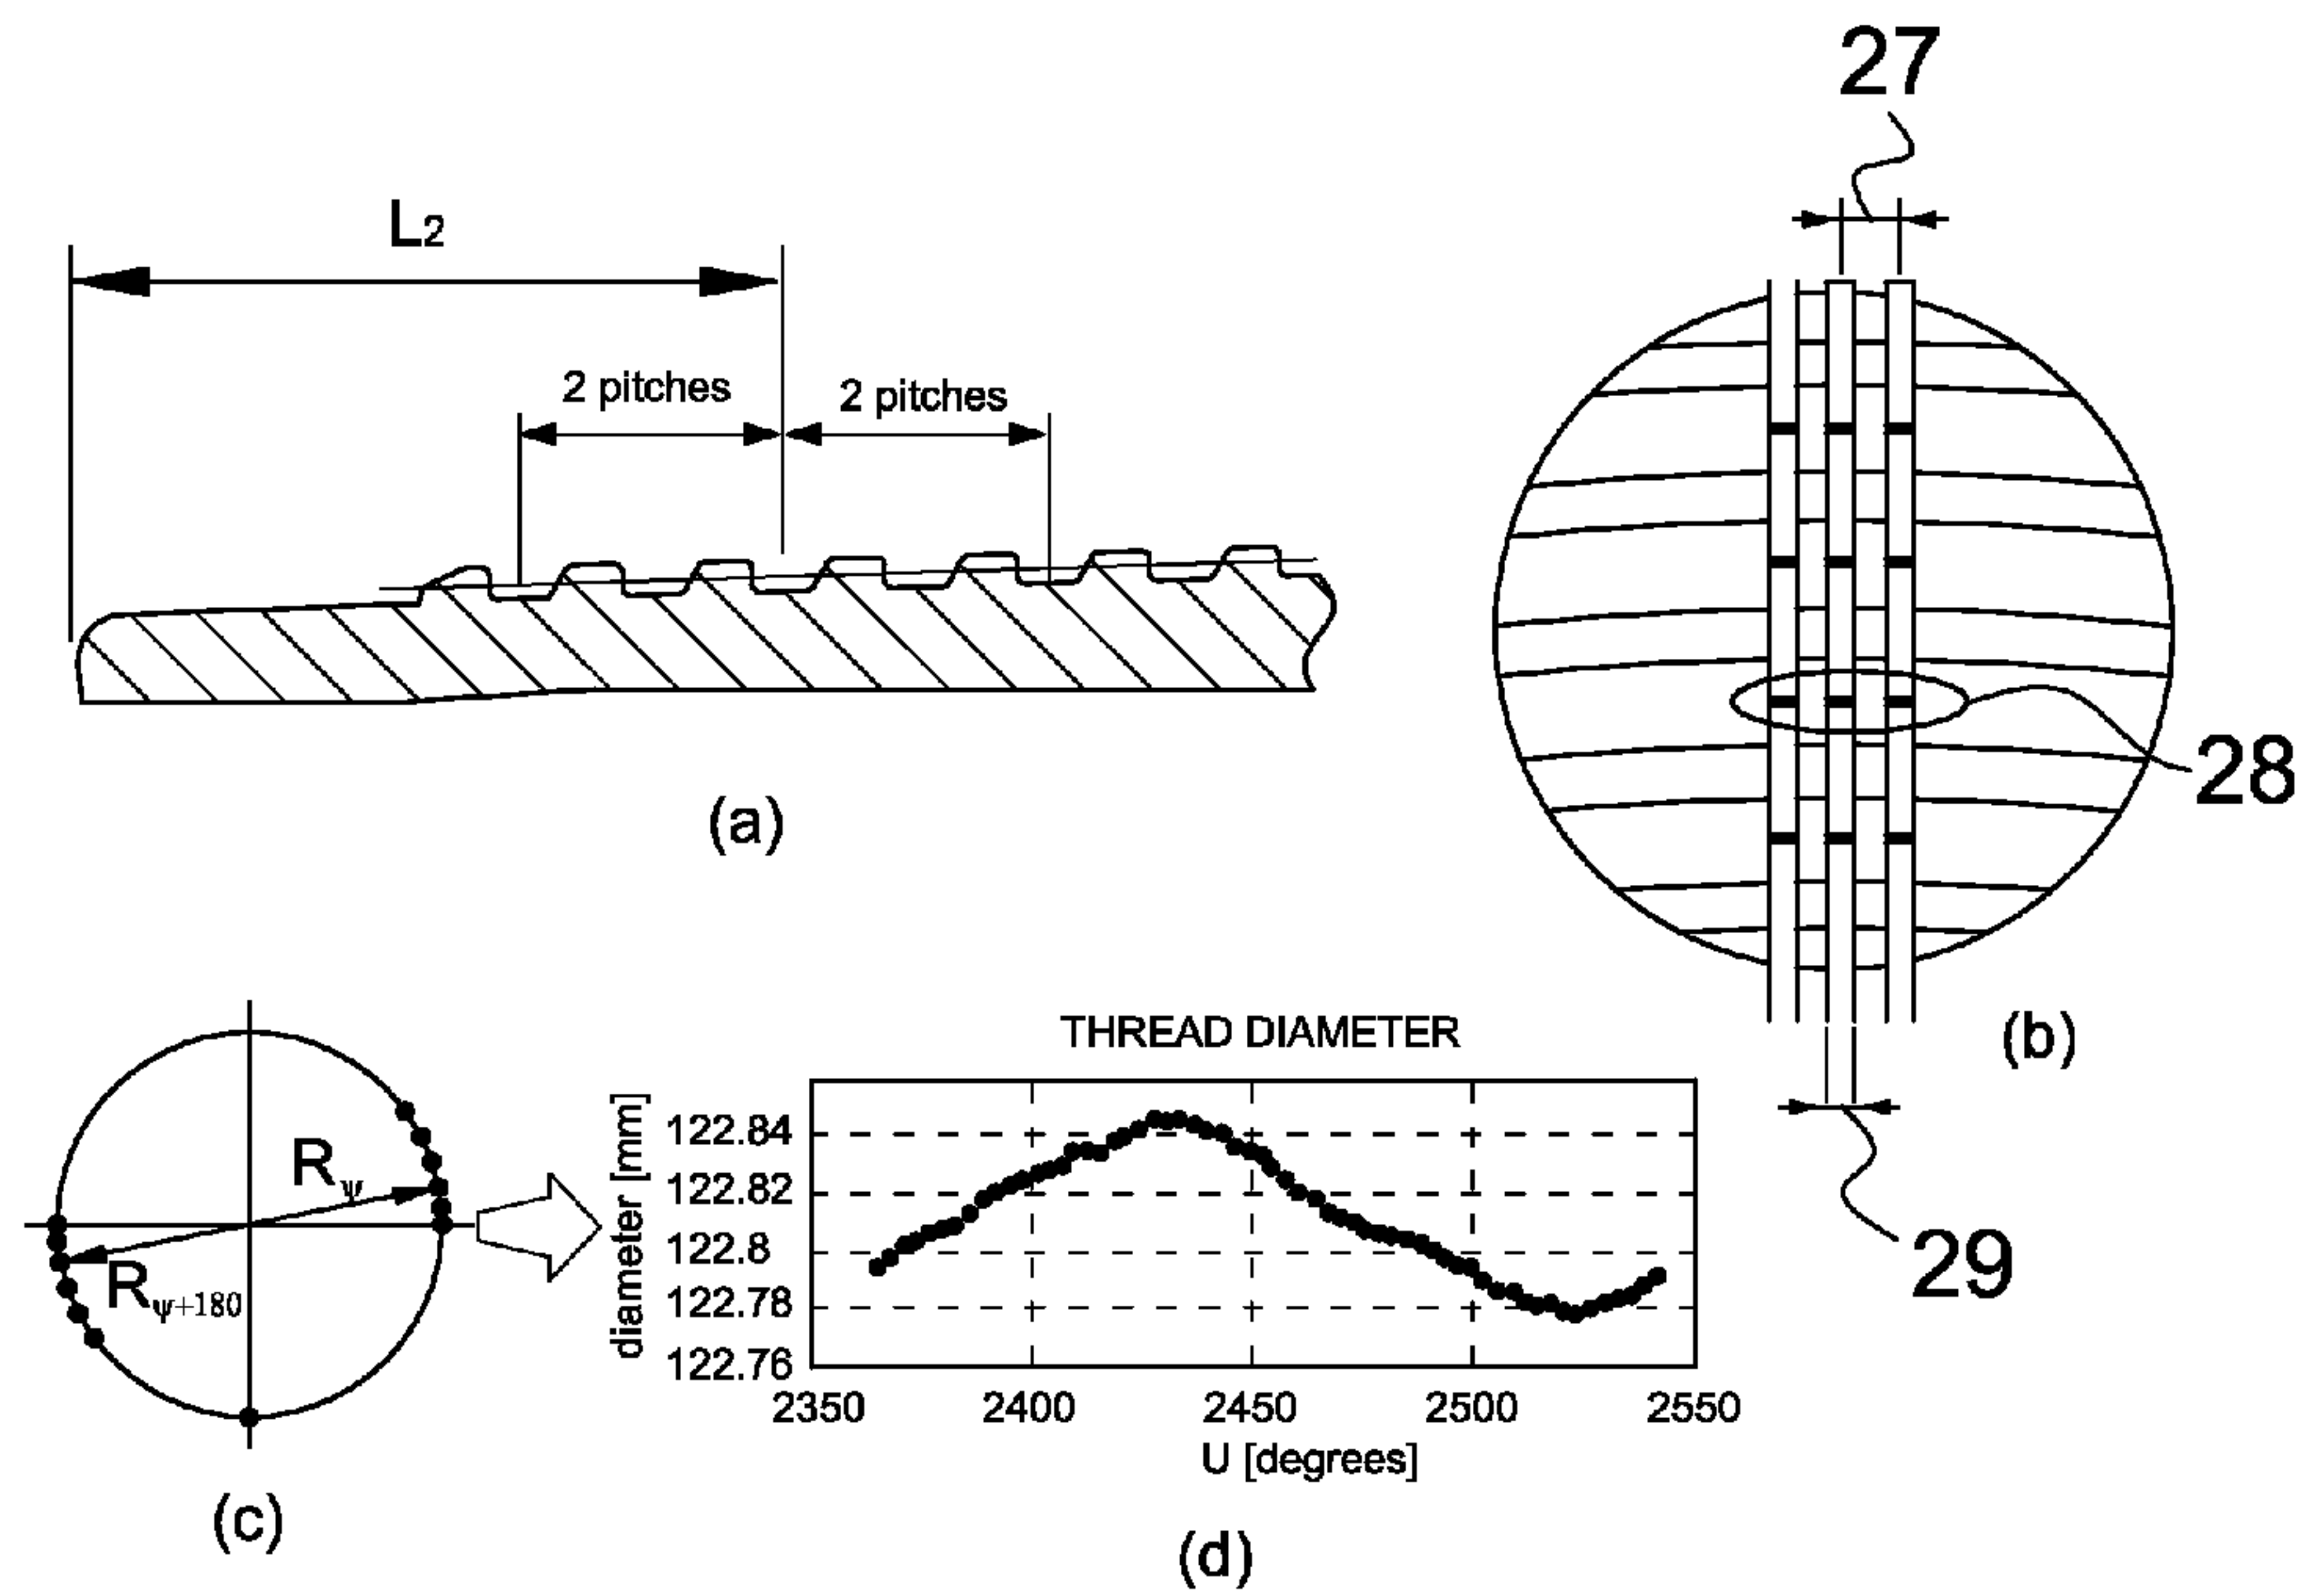 27
L2
2 pitches
2 pitches
28
(a)
(b)
29
Rψ
Rψ+180
(c)
THREAD DIAMETER
diameter [mm]
122.84
122.82
122.8
122.78
122.76
2350 2400 2450 2500 2550
U [degrees]
(d)